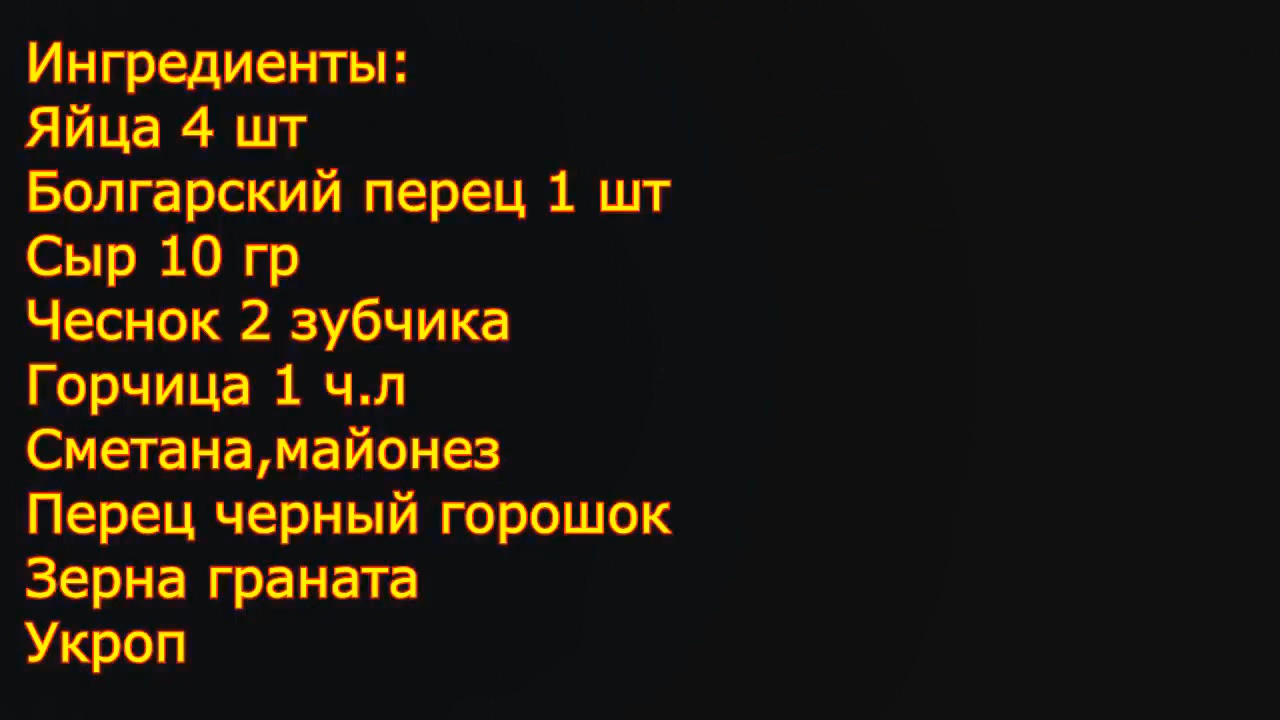 Ингредиенты:
Яйца 4 шт
Болгарский перец 1 шт
Сыр 10 гр
Чеснок 2 зубчика
Горчица 1 ч.л
Сметана,майонез
Перец черный горошок
Зерна граната
Укроп